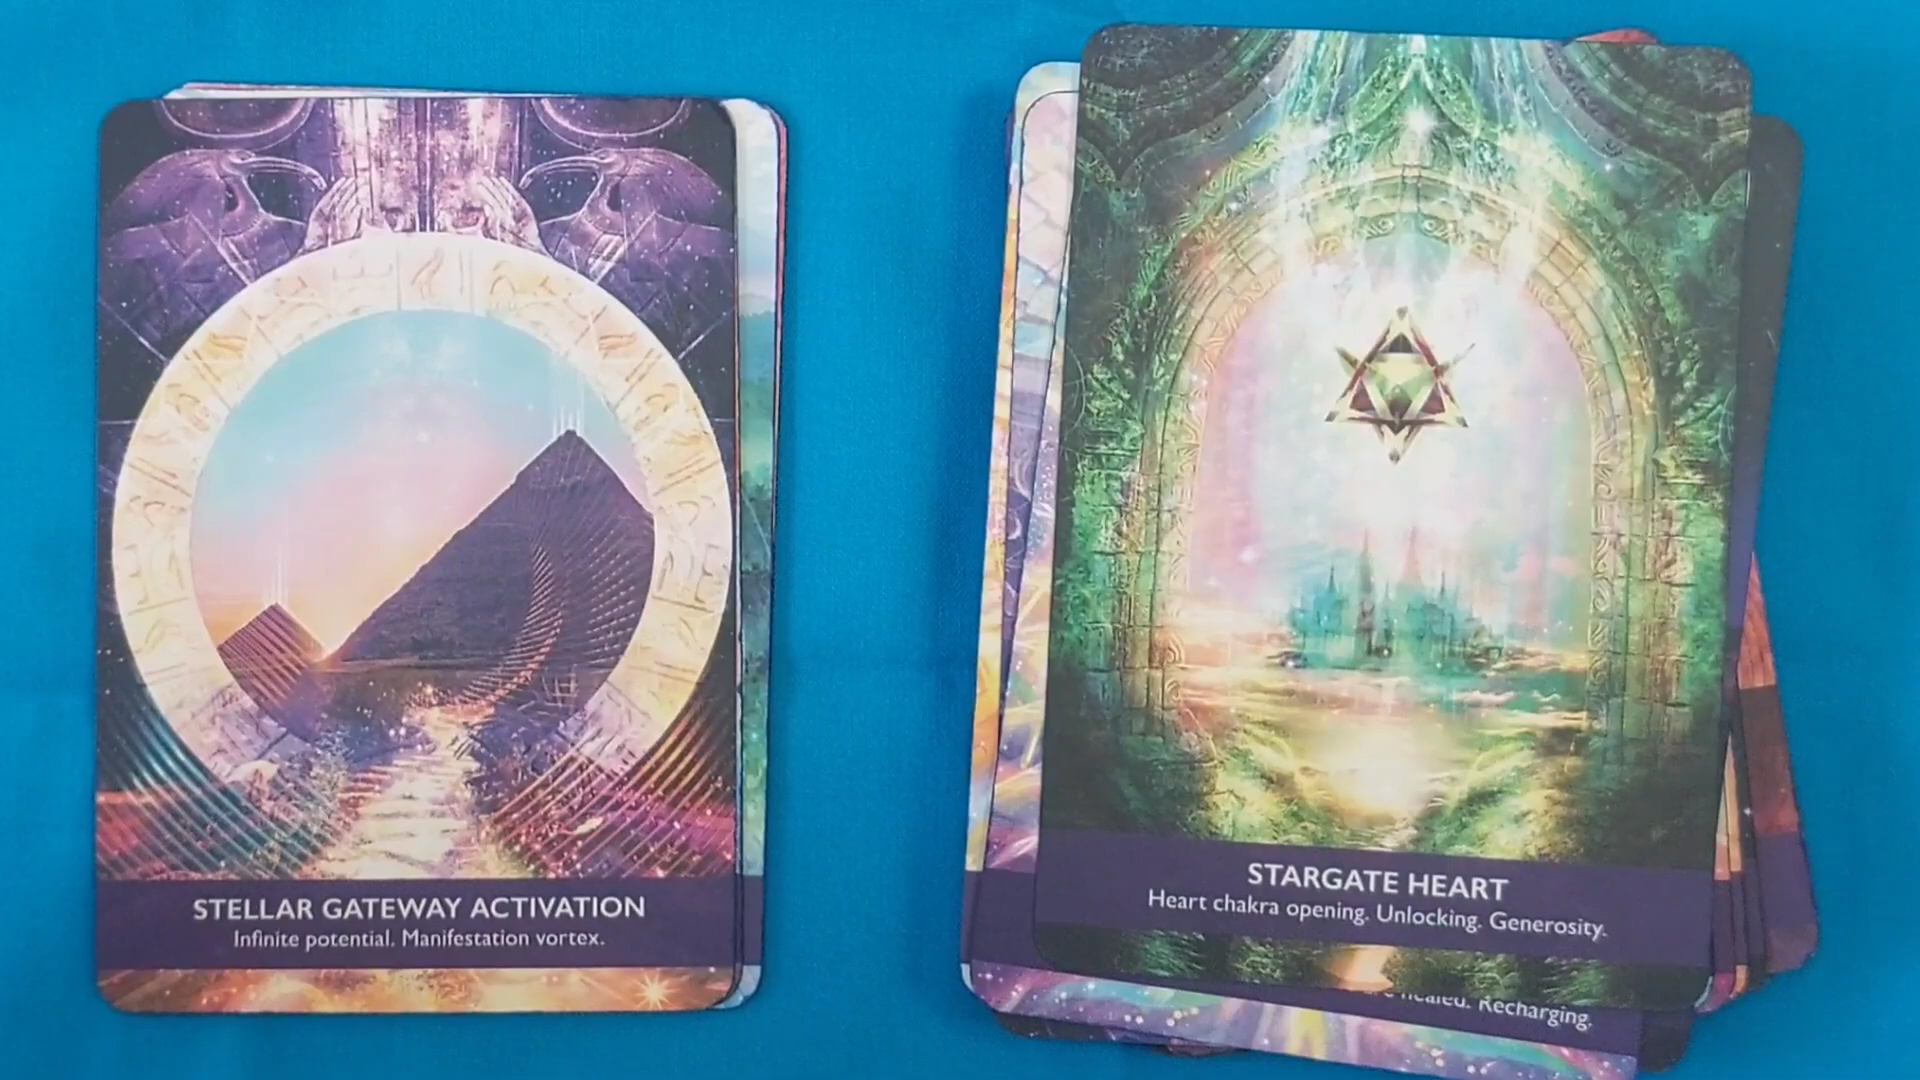 STELLAR GATEWAY ACTIVATION
Infinite potential. Manifestation vortex.
STARGATE HEART
Heart chakra opening. Unlocking. Generosity.
healed. Recharging.